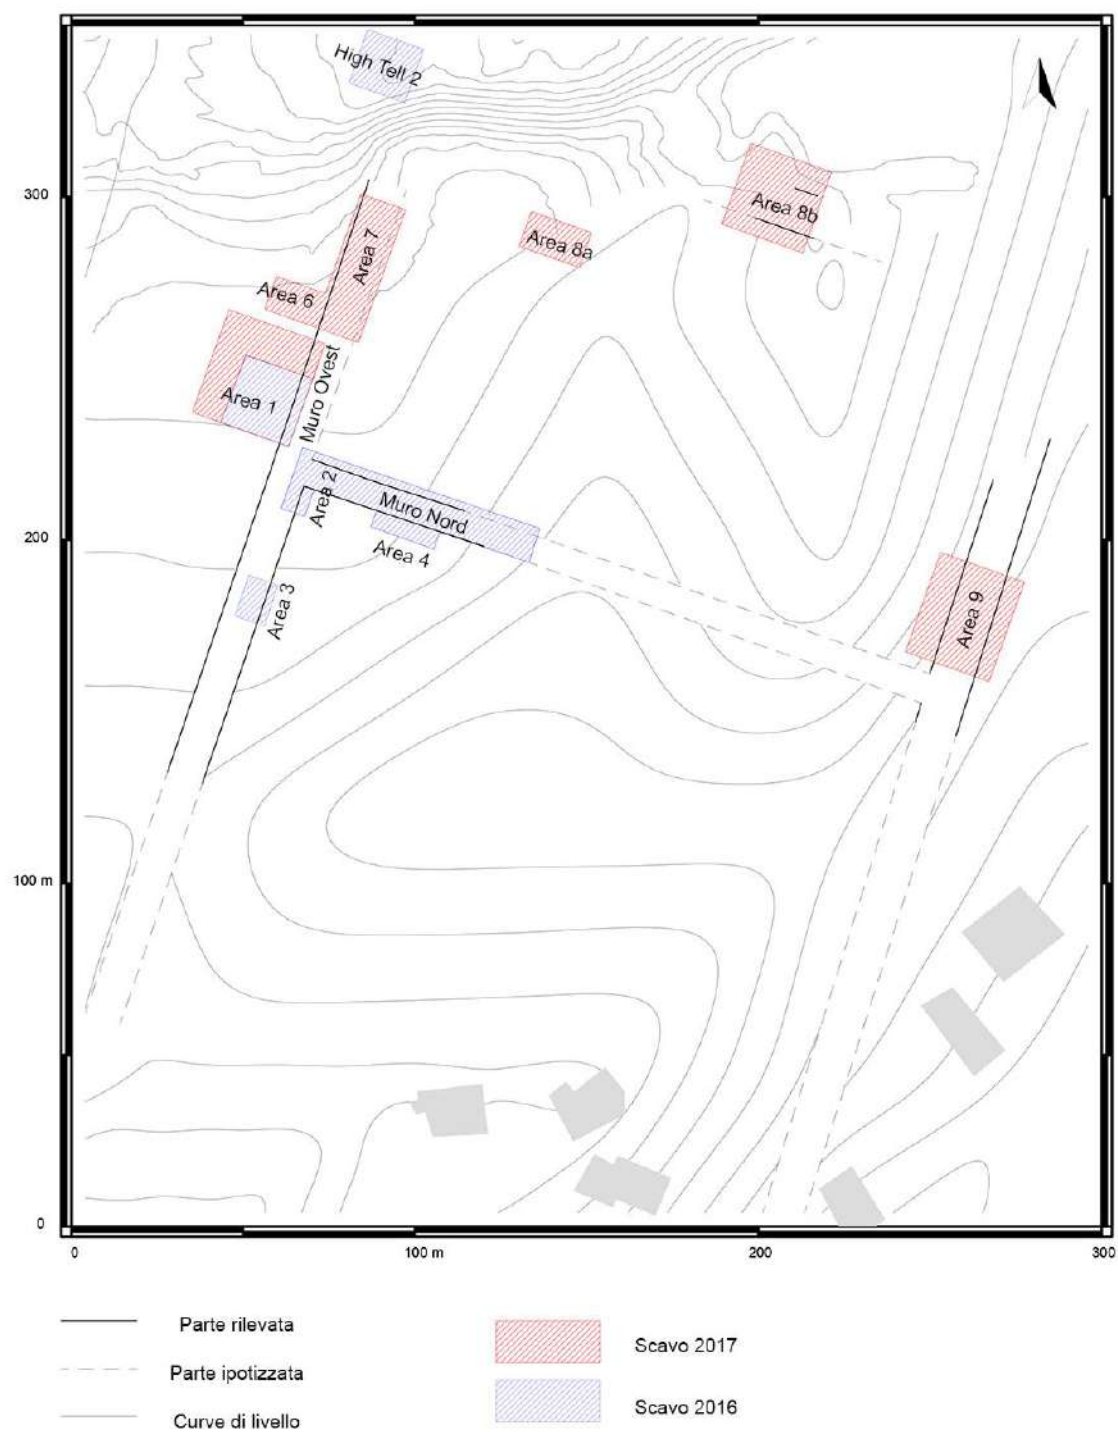 High Tell 2
300
Area 7
Area 8a
Area 8b
Area 6
Area 1
Muro Ovest
Area 2
Muro Nord
200
Area 4
Area 3
Area 9
100 m
0
0
100 m
200
300
Parte rilevata
Parte ipotizzata
Curve di livello
Scavo 2017
Scavo 2016